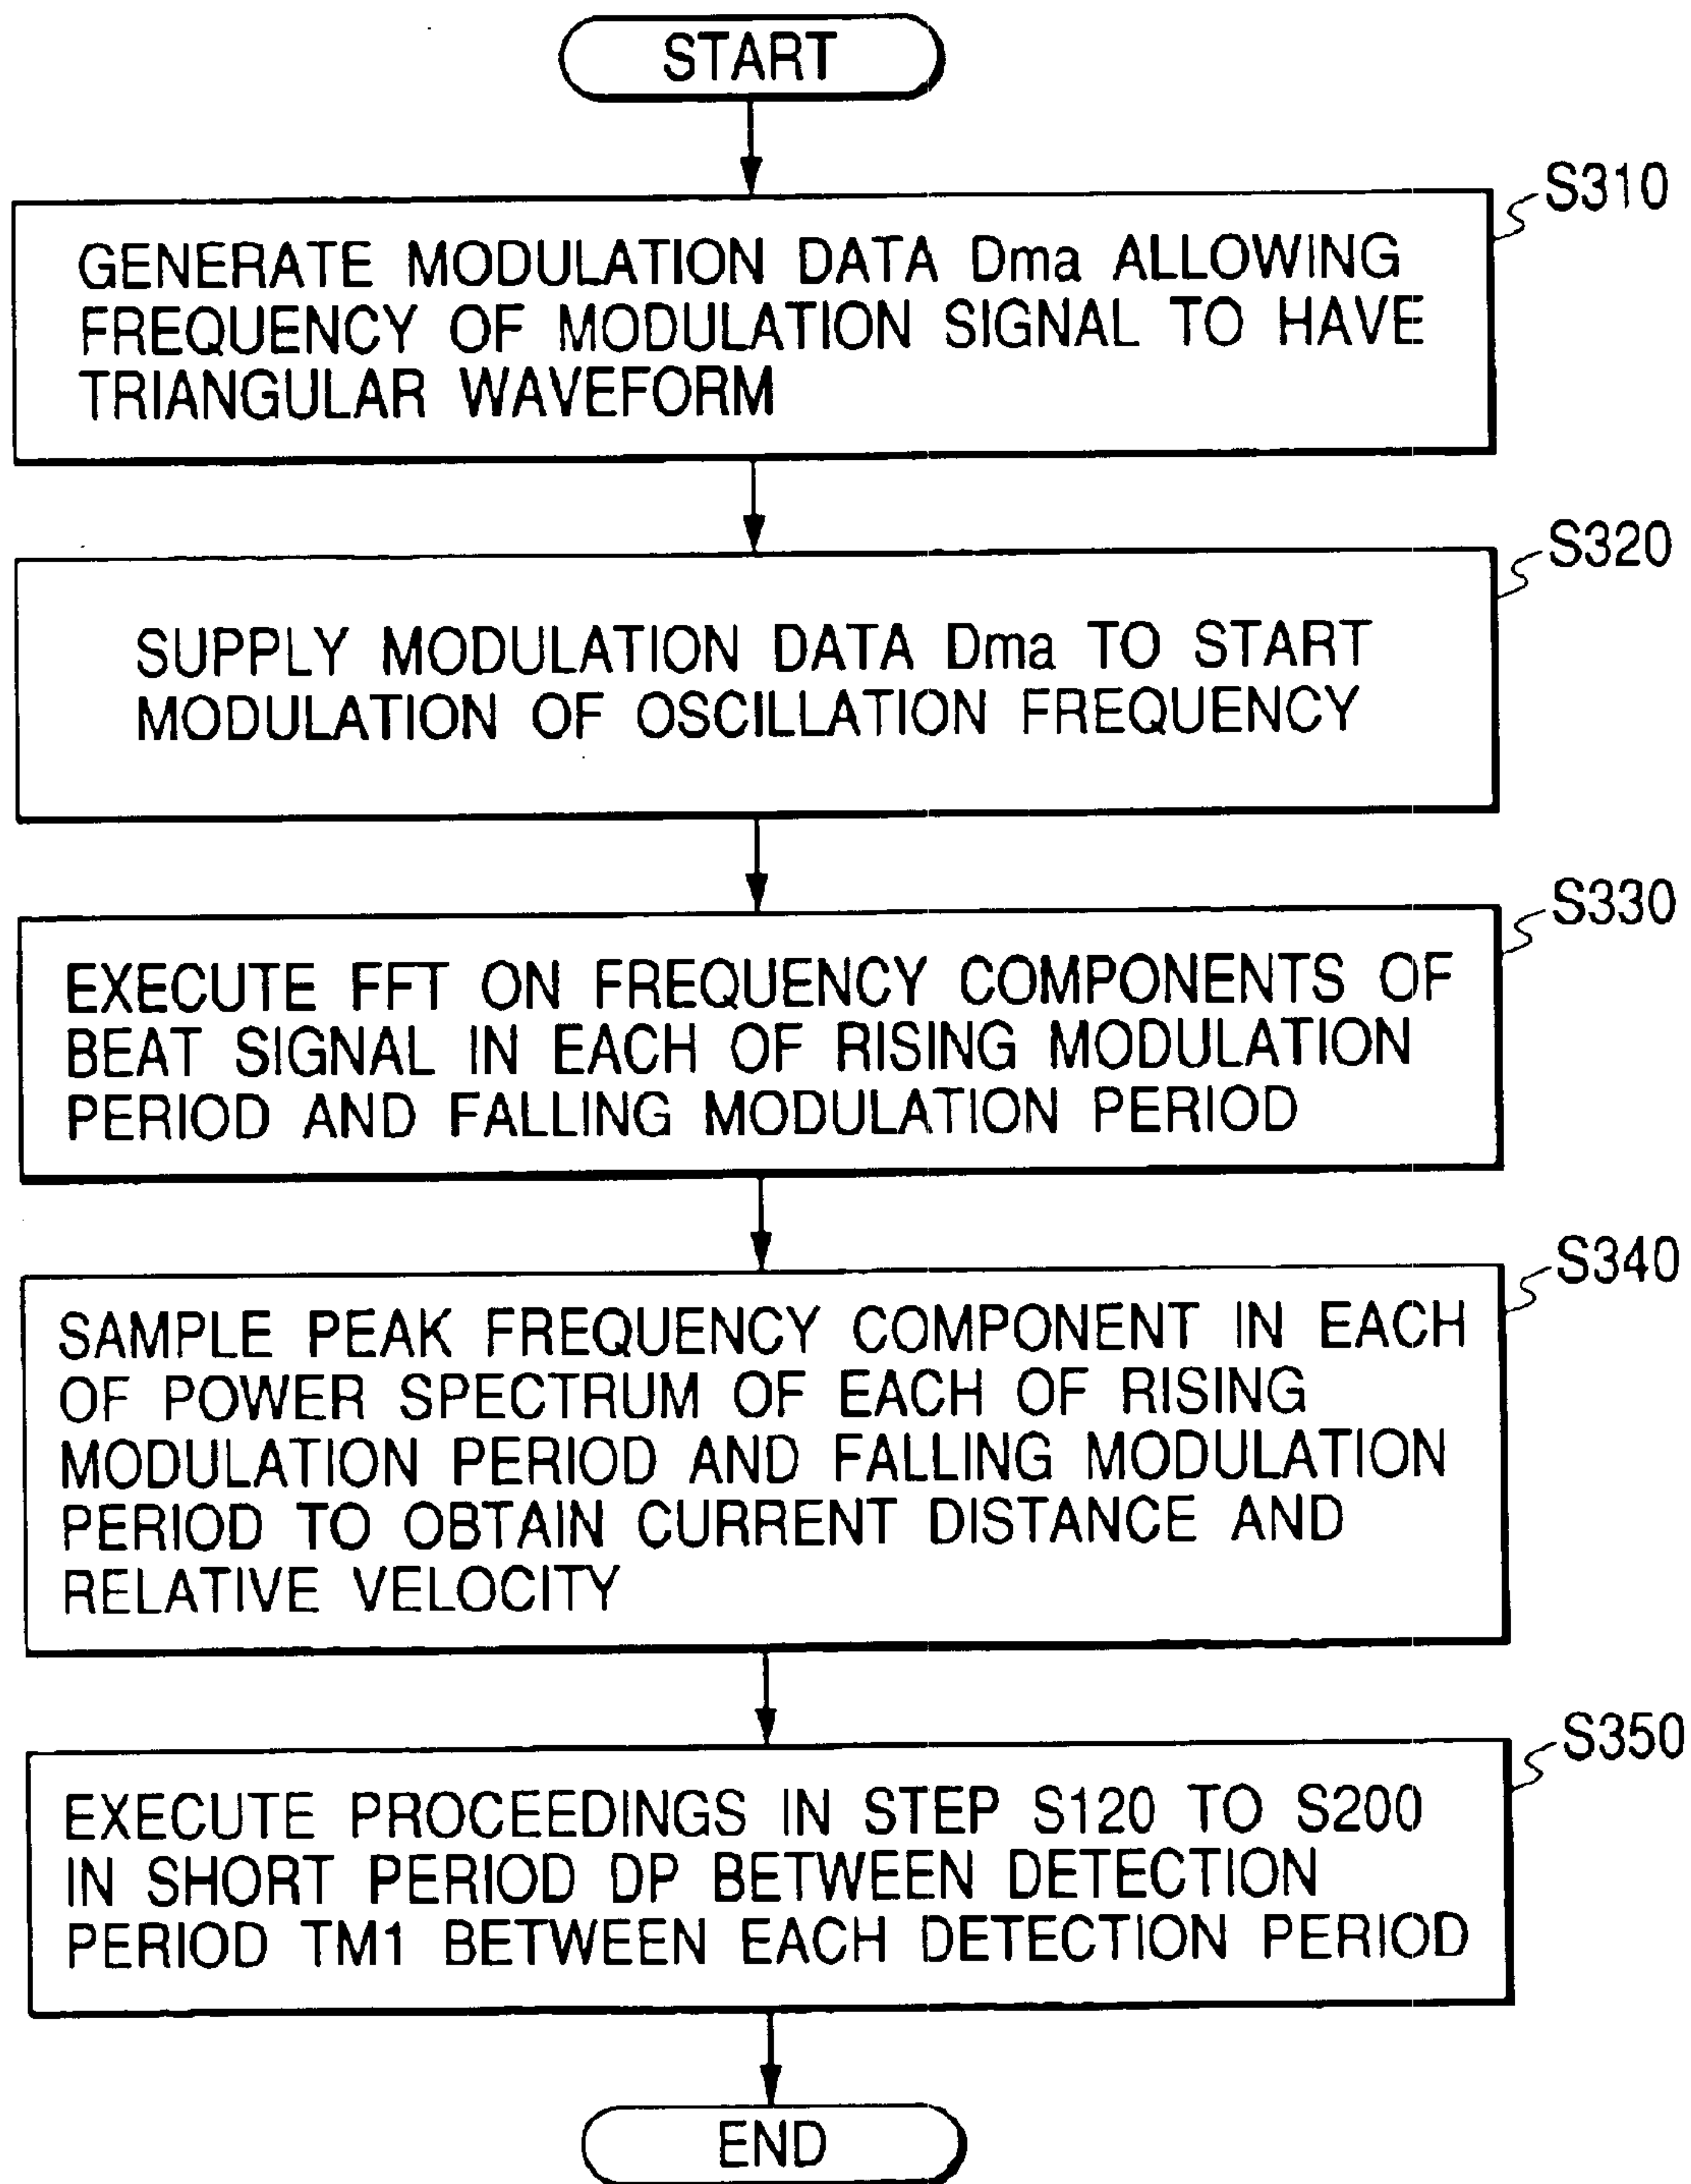 START
S310
GENERATE MODULATION DATA Dma ALLOWING
FREQUENCY OF MODULATION SIGNAL TO HAVE
TRIANGULAR WAVEFORM
S320
SUPPLY MODULATION DATA Dma TO START
MODULATION OF OSCILLATION FREQUENCY
S330
EXECUTE FFT ON FREQUENCY COMPONENTS OF
BEAT SIGNAL IN EACH OF RISING MODULATION
PERIOD AND FALLING MODULATION PERIOD
S340
SAMPLE PEAK FREQUENCY COMPONENT IN EACH
OF POWER SPECTRUM OF EACH OF RISING
MODULATION PERIOD AND FALLING MODULATION
PERIOD TO OBTAIN CURRENT DISTANCE AND
RELATIVE VELOCITY
S350
EXECUTE PROCEEDINGS IN STEP S120 TO S200
IN SHORT PERIOD DP BETWEEN DETECTION
PERIOD TM1 BETWEEN EACH DETECTION PERIOD
END